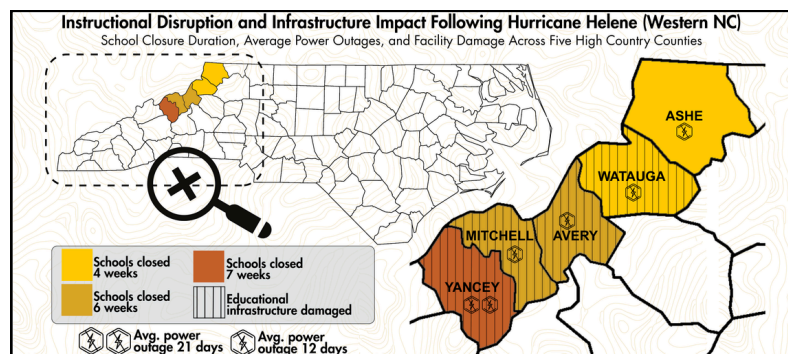 Instructional Disruption and Infrastructure Impact Following Hurricane Helene (Western NC)
School Closure Duration, Average Power Outages, and Facility Damage Across Five High Country Counties
ASHE
WATAUGA
MITCHELL
AVERY
YANCEY
Schools closed
4 weeks
Schools closed
7 weeks
Schools closed
6 weeks
Educational
infrastructure damaged
Avg. power
outage 21 days
Avg. power
outage 12 days